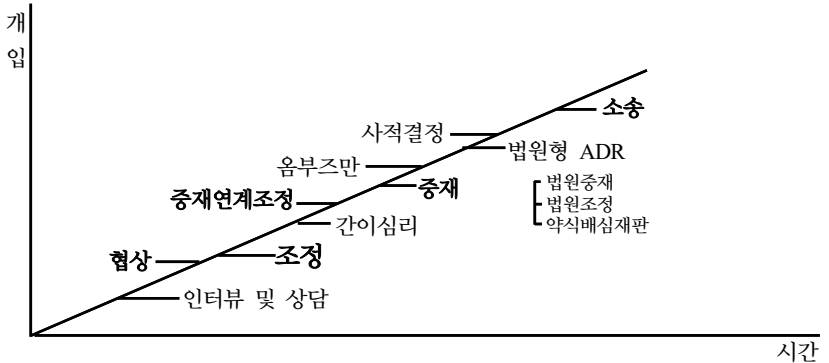 개
입
소송
사적결정
법원형 ADR
옴부즈만
중재
법원중재
법원조정
약식배심재판
중재연계조정
간이심리
협상
조정
인터뷰 및 상담
시간